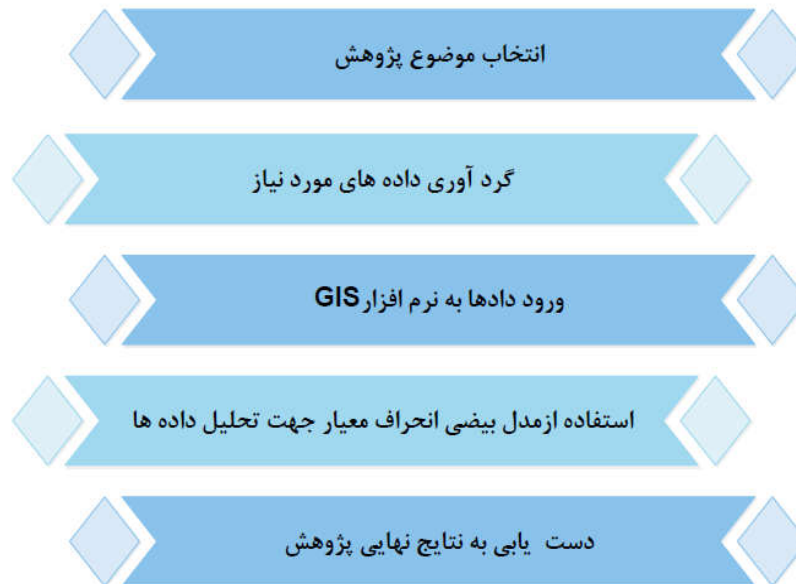 انتخاب موضوع پژوهش
گرد آوری داده های مورد نیاز
ورود دادها به نرم افزارGIS
استفاده ازمدل بیضی انحراف معیار جهت تحلیل داده ها
دست یابی به نتایج نهایی پژوهش